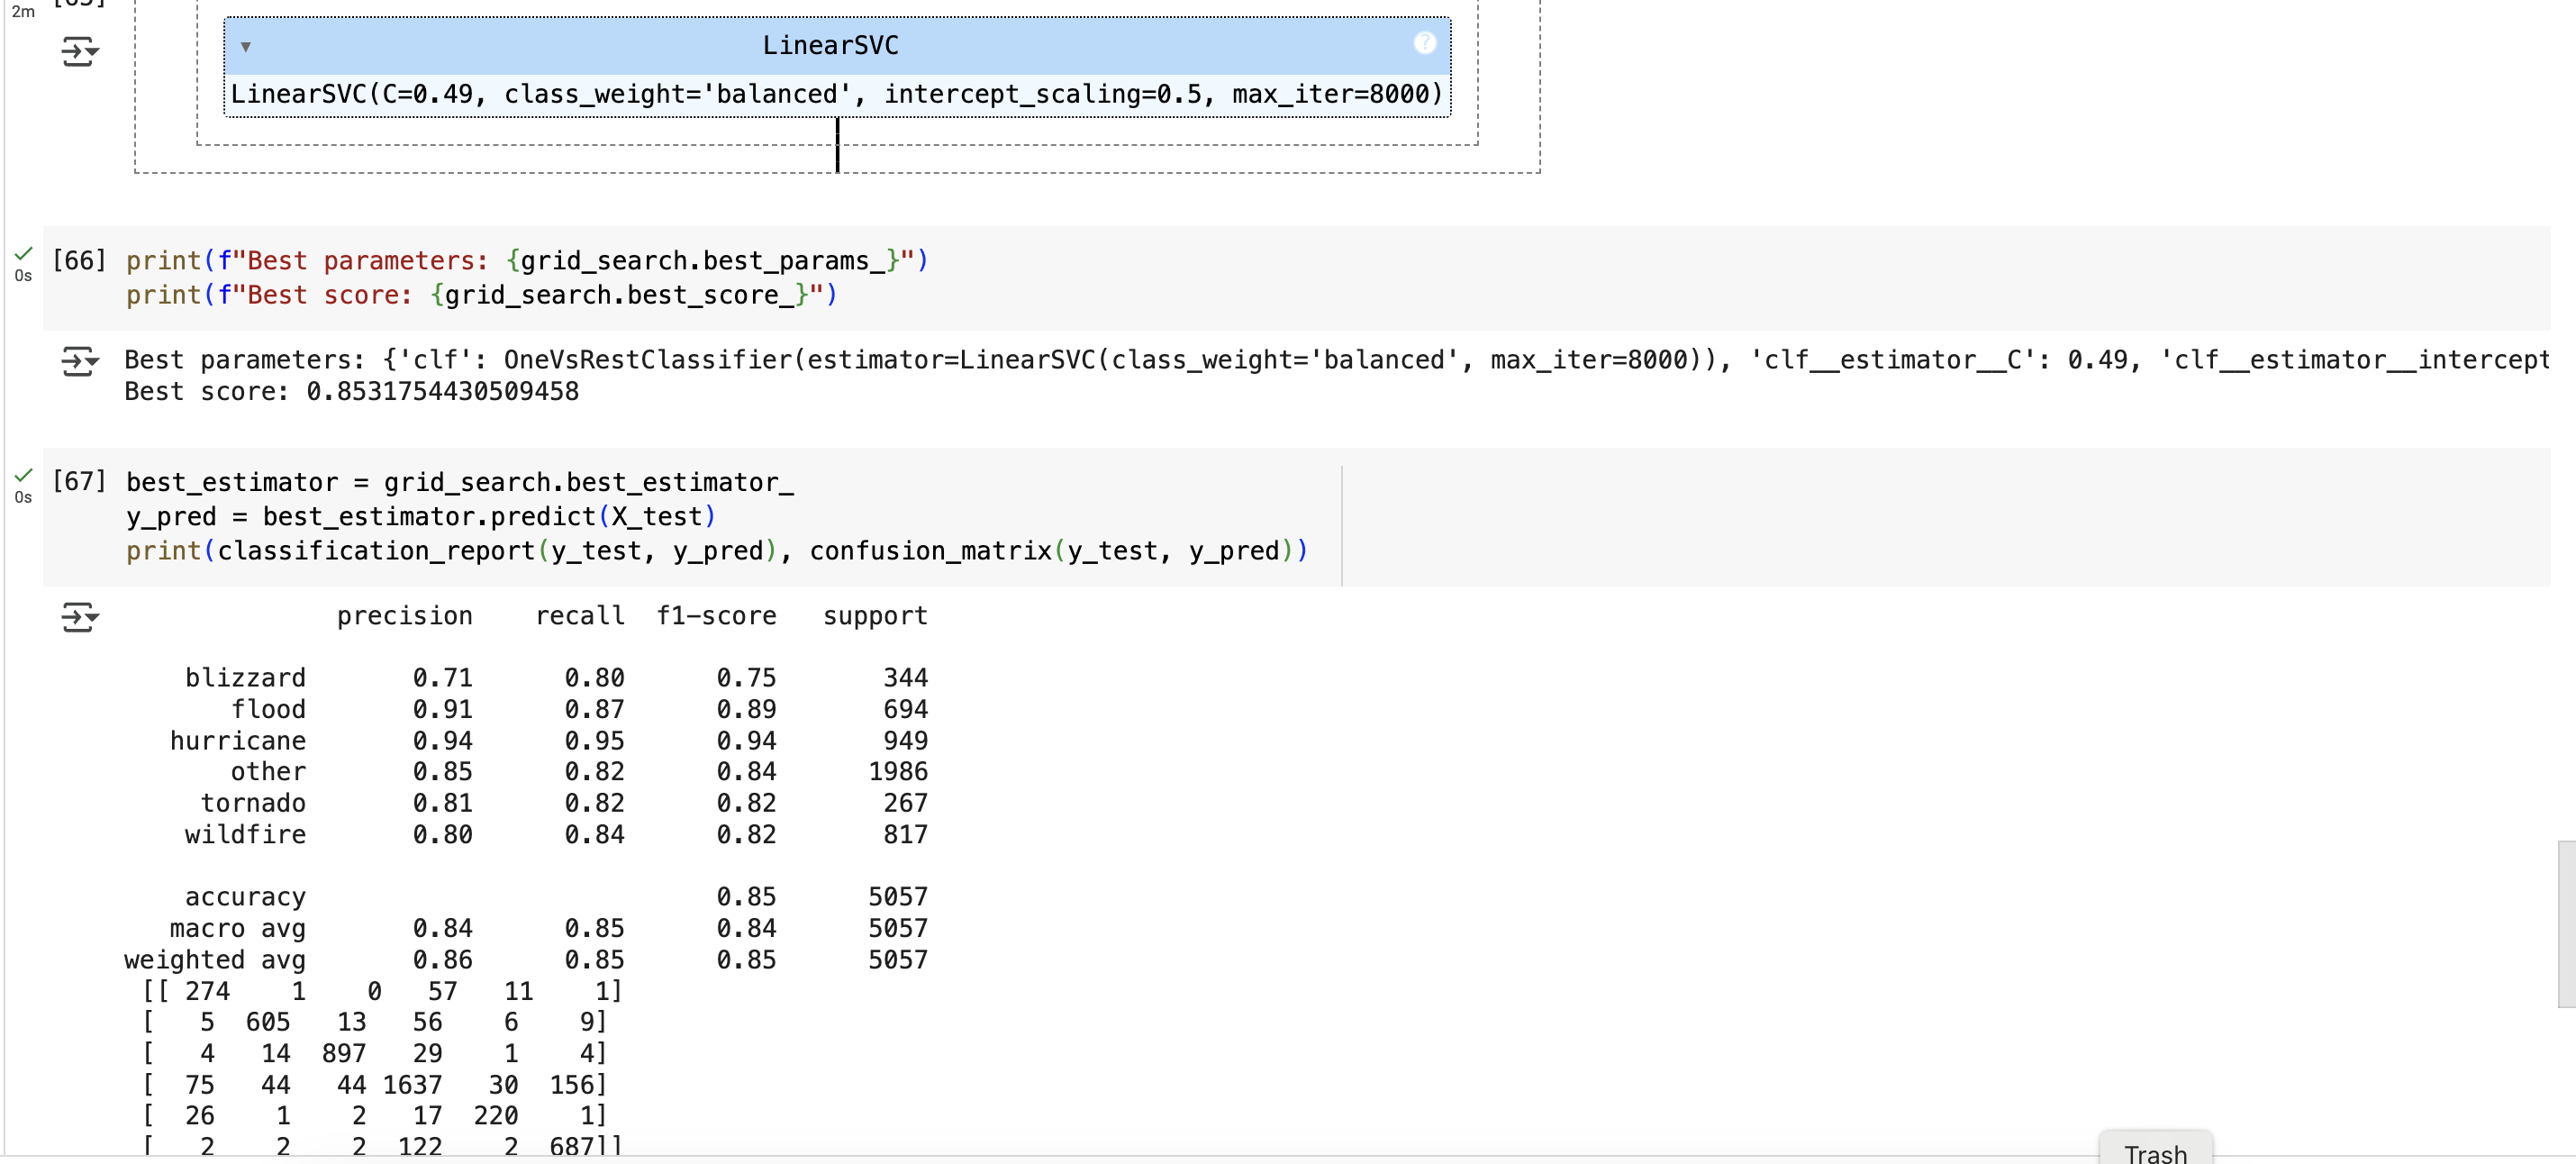 2m
LinearSVC
?
LinearSVC(C=0.49, class_weight='balanced', intercept_scaling=0.5, max_iter=8000)
[66] print(f"Best parameters: {grid_search.best_params_}")
0s
print(f"Best score: {grid_search.best_score_}")
Best parameters: {'clf': OneVsRestClassifier(estimator=LinearSVC(class_weight='balanced', max_iter=8000)), 'clf__estimator__C': 0.49, 'clf__estimator__intercept
Best score: 0.8531754430509458
[67] best_estimator = grid_search.best_estimator_
0s
y_pred = best_estimator.predict(X_test)
print(classification_report(y_test, y_pred), confusion_matrix(y_test, y_pred))
precision recall f1-score support
blizzard 0.71 0.80 0.75 344
flood 0.91 0.87 0.89 694
hurricane 0.94 0.95 0.94 949
other 0.85 0.82 0.84 1986
tornado 0.81 0.82 0.82 267
wildfire 0.80 0.84 0.82 817
accuracy 0.85 5057
macro avg 0.84 0.85 0.84 5057
weighted avg 0.86 0.85 0.85 5057
[[ 274 1 0 57 11 1]
[ 5 605 13 56 6 9]
[ 4 14 897 29 1 4]
[ 75 44 44 1637 30 156]
[ 26 1 2 17 220 1]
[ 2 2 2 122 2 687]]
Trash